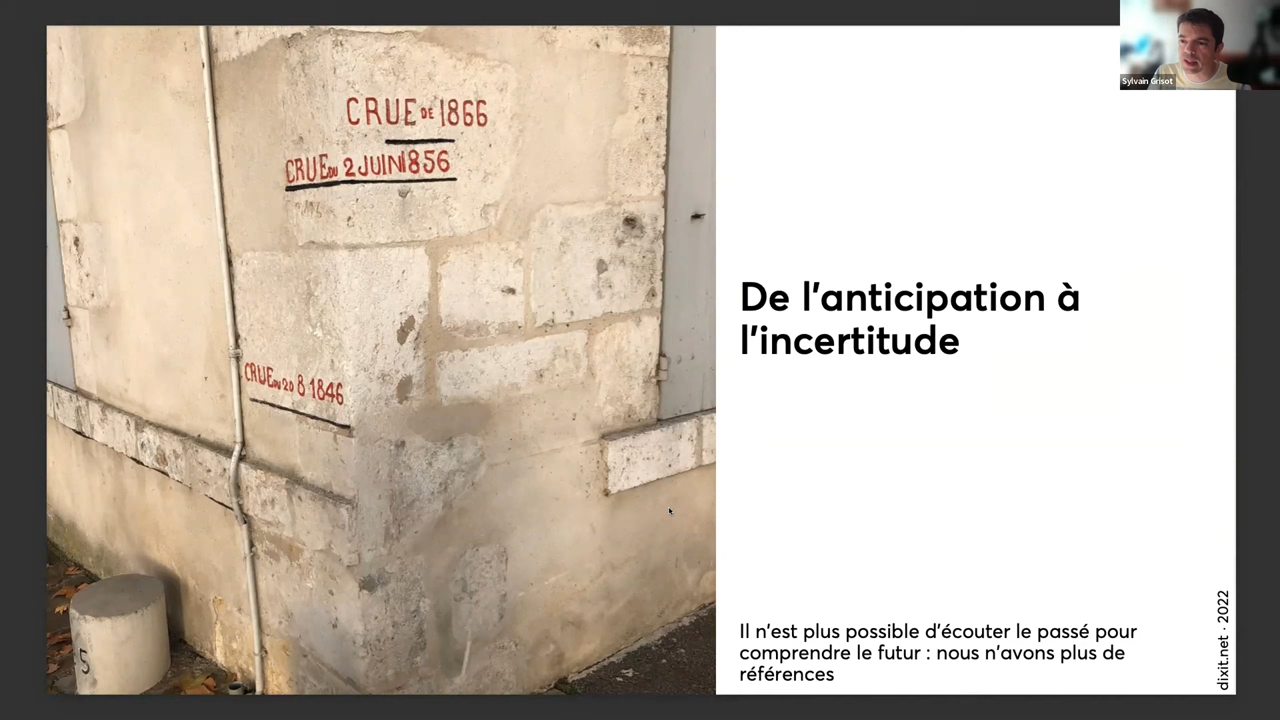 CRUE DE 1866
CRUE DU 2 JUIN 1856
CRUE DU 20 8 1846
5
De l'anticipation à
l'incertitude
Il n'est plus possible d'écouter le passé pour
comprendre le futur : nous n'avons plus de
références
dixit.net · 2022
Sylvain Grisot